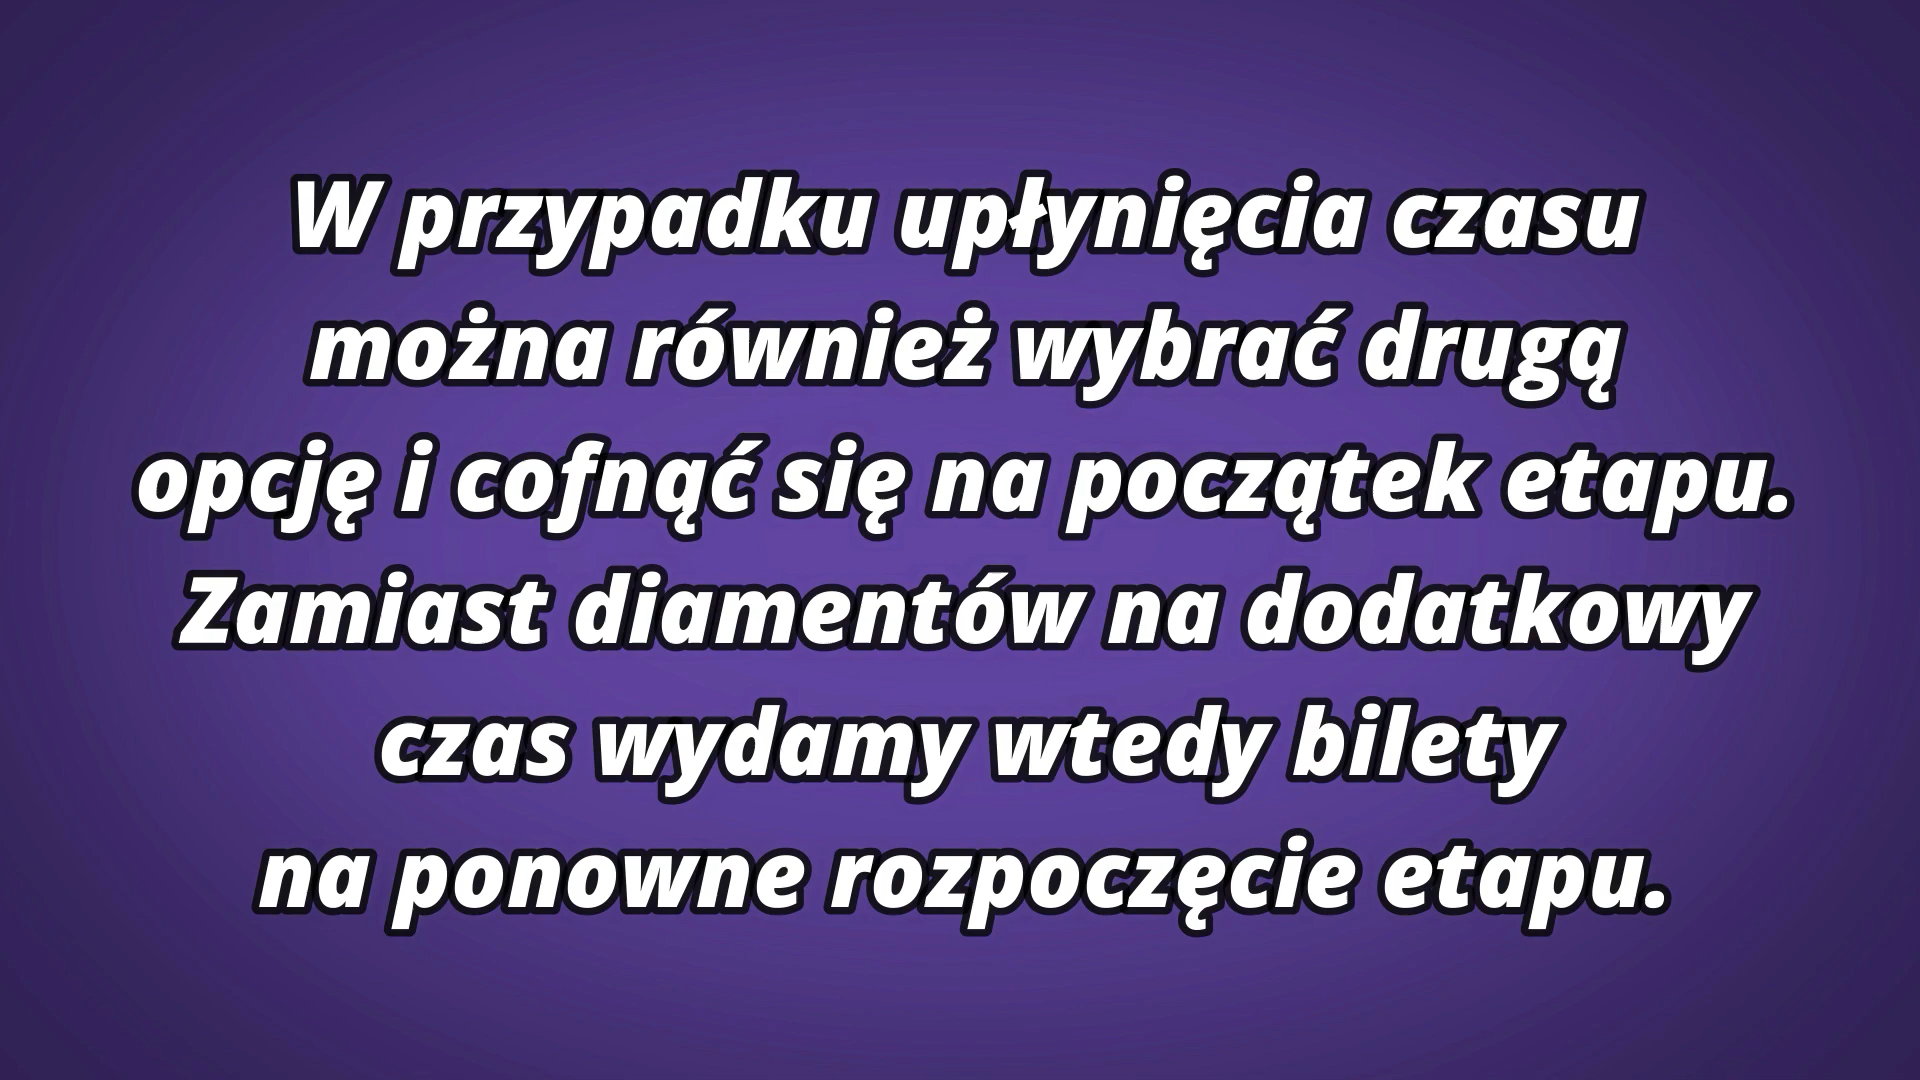 W przypadku upłynięcia czasu
można również wybrać drugą
opcję i cofnąć się na początek etapu.
Zamiast diamentów na dodatkowy
czas wydamy wtedy bilety
na ponowne rozpoczęcie etapu.